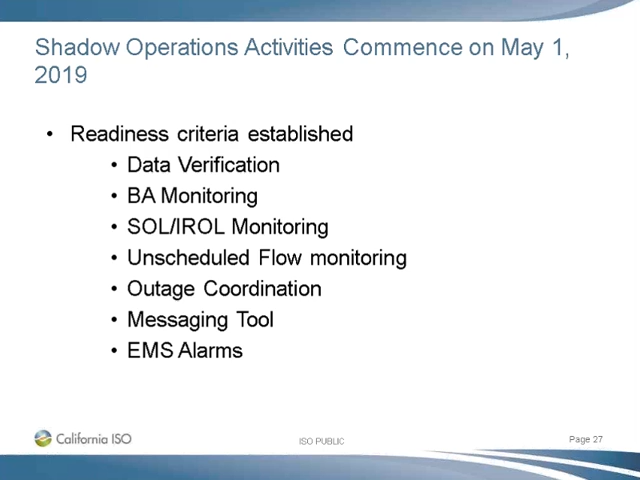 Shadow Operations Activities Commence on May 1,
2019
• Readiness criteria established
• Data Verification
• BA Monitoring
• SOL/IROL Monitoring
• Unscheduled Flow monitoring
• Outage Coordination
• Messaging Tool
• EMS Alarms
California ISO
ISO PUBLIC
Page 27